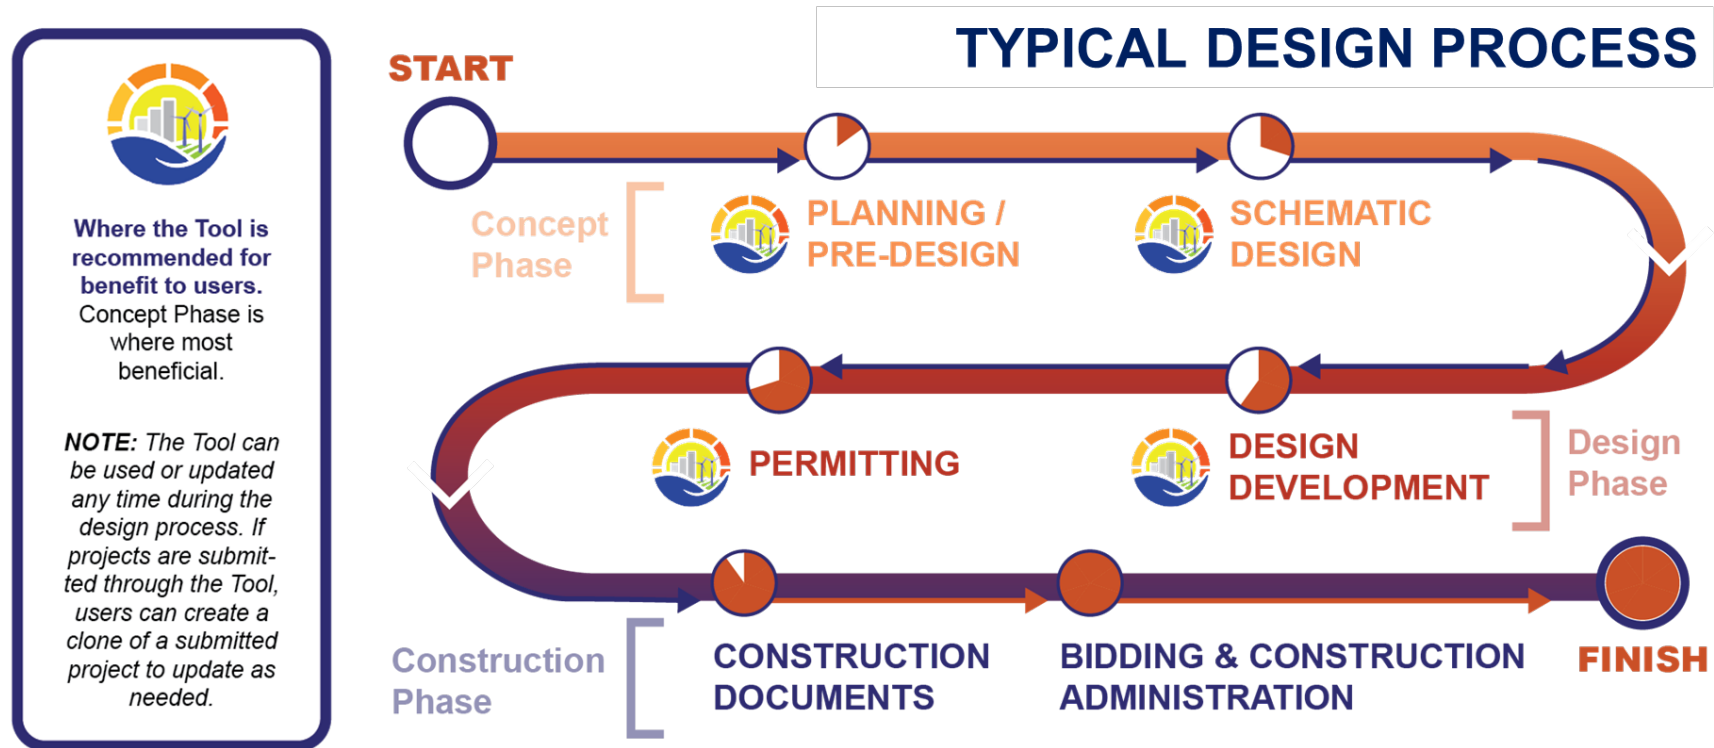 TYPICAL DESIGN PROCESS
START
Where the Tool is
recommended for
benefit to users.
Concept Phase is
where most
beneficial.
NOTE: The Tool can
be used or updated
any time during the
design process. If
projects are submit-
ted through the Tool,
users can create a
clone of a submitted
project to update as
needed.
Concept
Phase
PLANNING /
PRE-DESIGN
SCHEMATIC
DESIGN
PERMITTING
DESIGN
DEVELOPMENT
Design
Phase
Construction
Phase
CONSTRUCTION
DOCUMENTS
BIDDING & CONSTRUCTION
ADMINISTRATION
FINISH